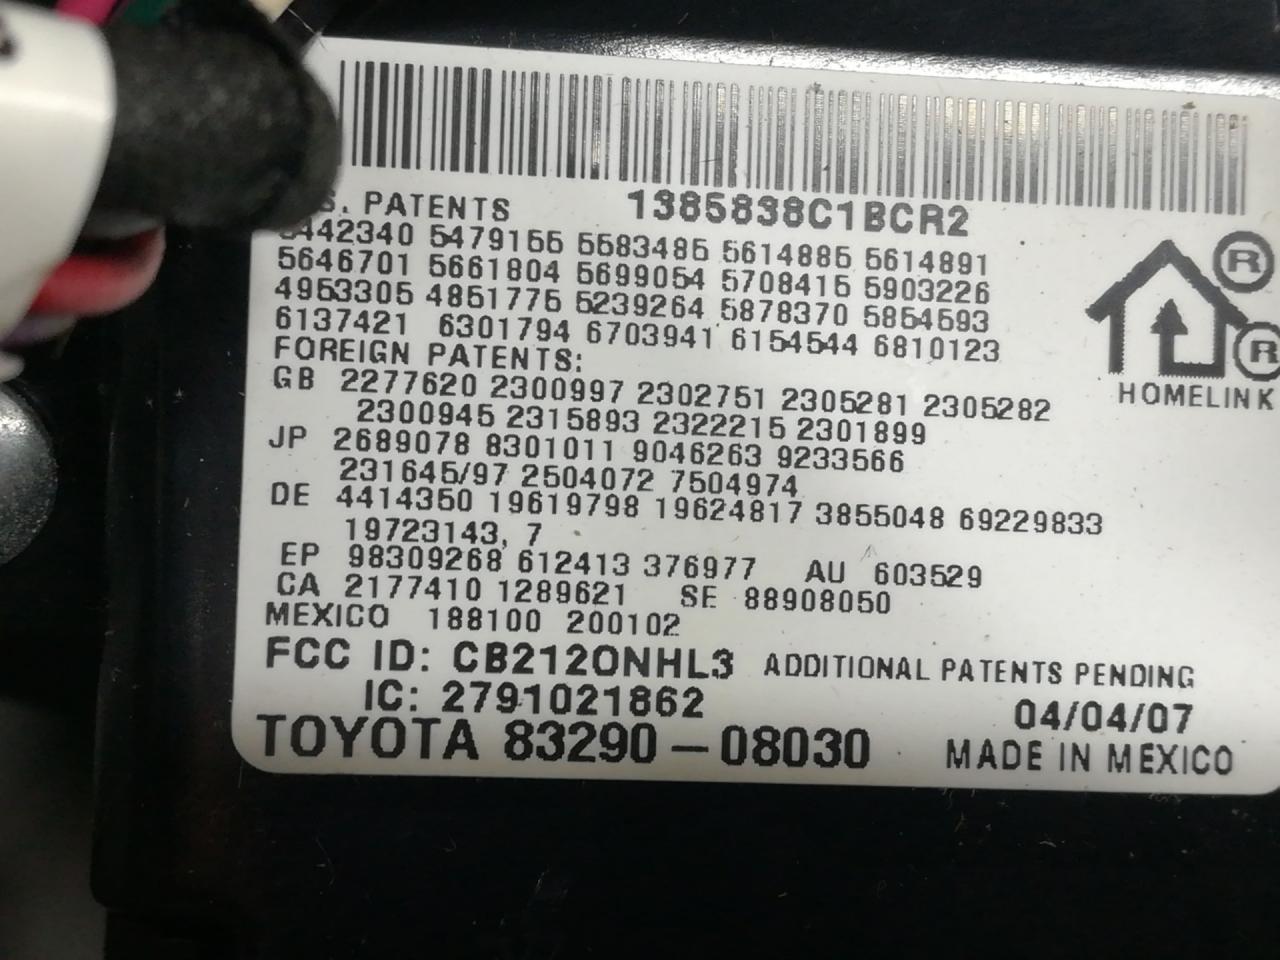 1385838C1BCR2
S. PATENTS
5479155 5583485 5614885 5614891
5646701 5661804 5699054 5708415 5903226
4953305 4851775 5239264 5878370 5854593
6137421 6301794 6703941 6154544 6810123
FOREIGN PATENTS:
GB 2277620 2300997 2302751 2305281 2305282
2300945 2315893 2322215 2301899
JP 2689078 8301011 9046263 9233566
231645/97 2504072 7504974
DE 4414350 19619798 19624817 3855048 69229833
19723143, 7
EP 98309268 612413 376977 AU 603529
CA 2177410 1289621 SE 88908050
MEXICO 188100 200102
FCC ID: CB2120NHL3 ADDITIONAL PATENTS PENDING
IC: 2791021862
04/04/07
TOYOTA 83290-08030
MADE IN MEXICO
®
®
HOMELINK